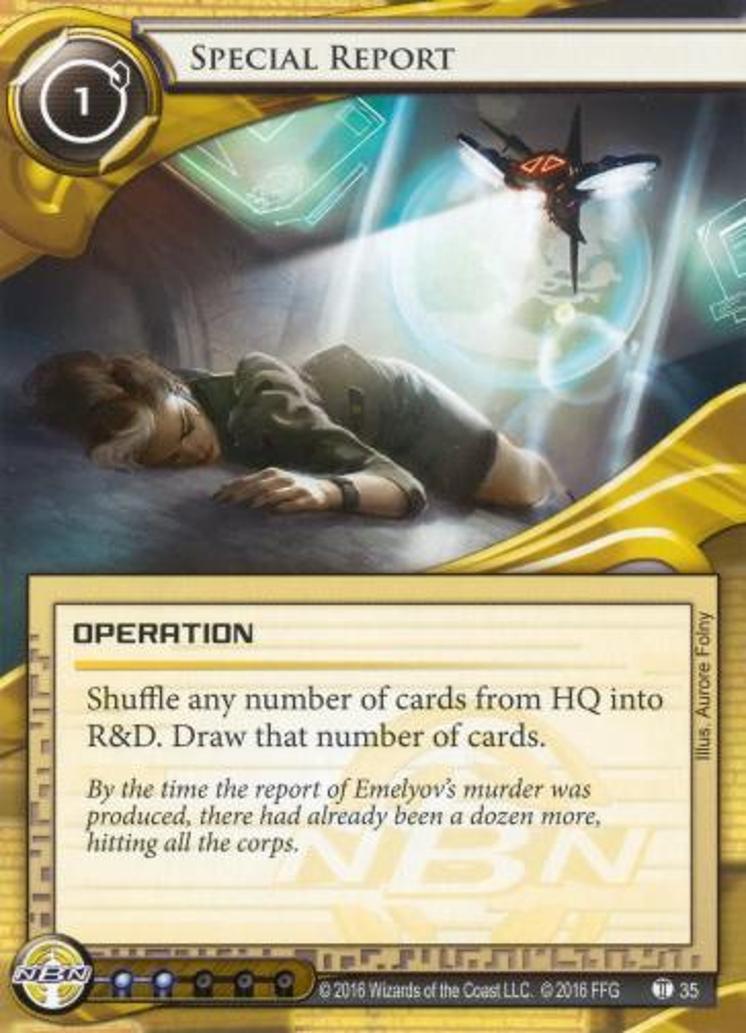 Special Report
1
OPERATION
Shuffle any number of cards from HQ into
R&D. Draw that number of cards.
By the time the report of Emelyov's murder was
produced, there had already been a dozen more,
hitting all the corps.
NBN
Illus. Aurore Folny
NBN
© 2016 Wizards of the Coast LLC. © 2016 FFG
35